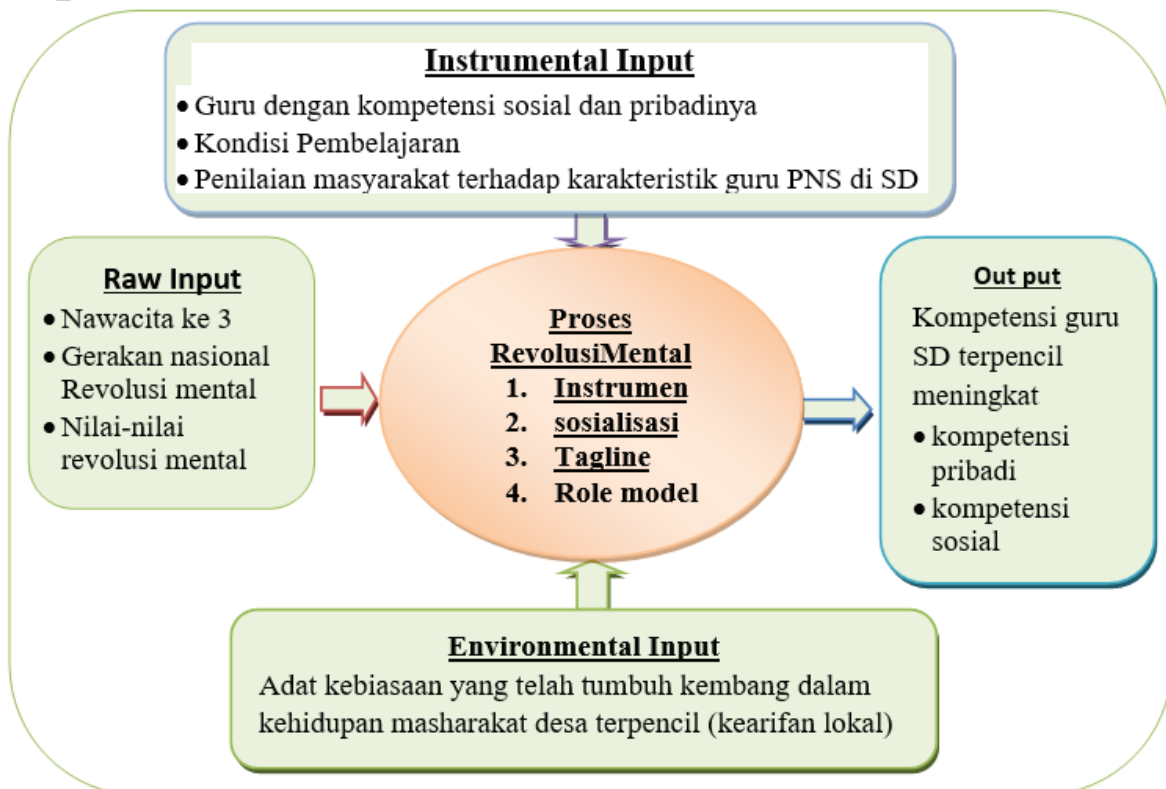 Instrumental Input
• Guru dengan kompetensi sosial dan pribadinya
• Kondisi Pembelajaran
• Penilaian masyarakat terhadap karakteristik guru PNS di SD
Raw Input
• Nawacita ke 3
• Gerakan nasional
Revolusi mental
• Nilai-nilai
revolusi mental
Proses
RevolusiMental
1. Instrumen
2. sosialisasi
3. Tagline
4. Role model
Out put
Kompetensi guru
SD terpencil
meningkat
• kompetensi
pribadi
• kompetensi
sosial
Environmental Input
Adat kebiasaan yang telah tumbuh kembang dalam
kehidupan masharakat desa terpencil (kearifan lokal)